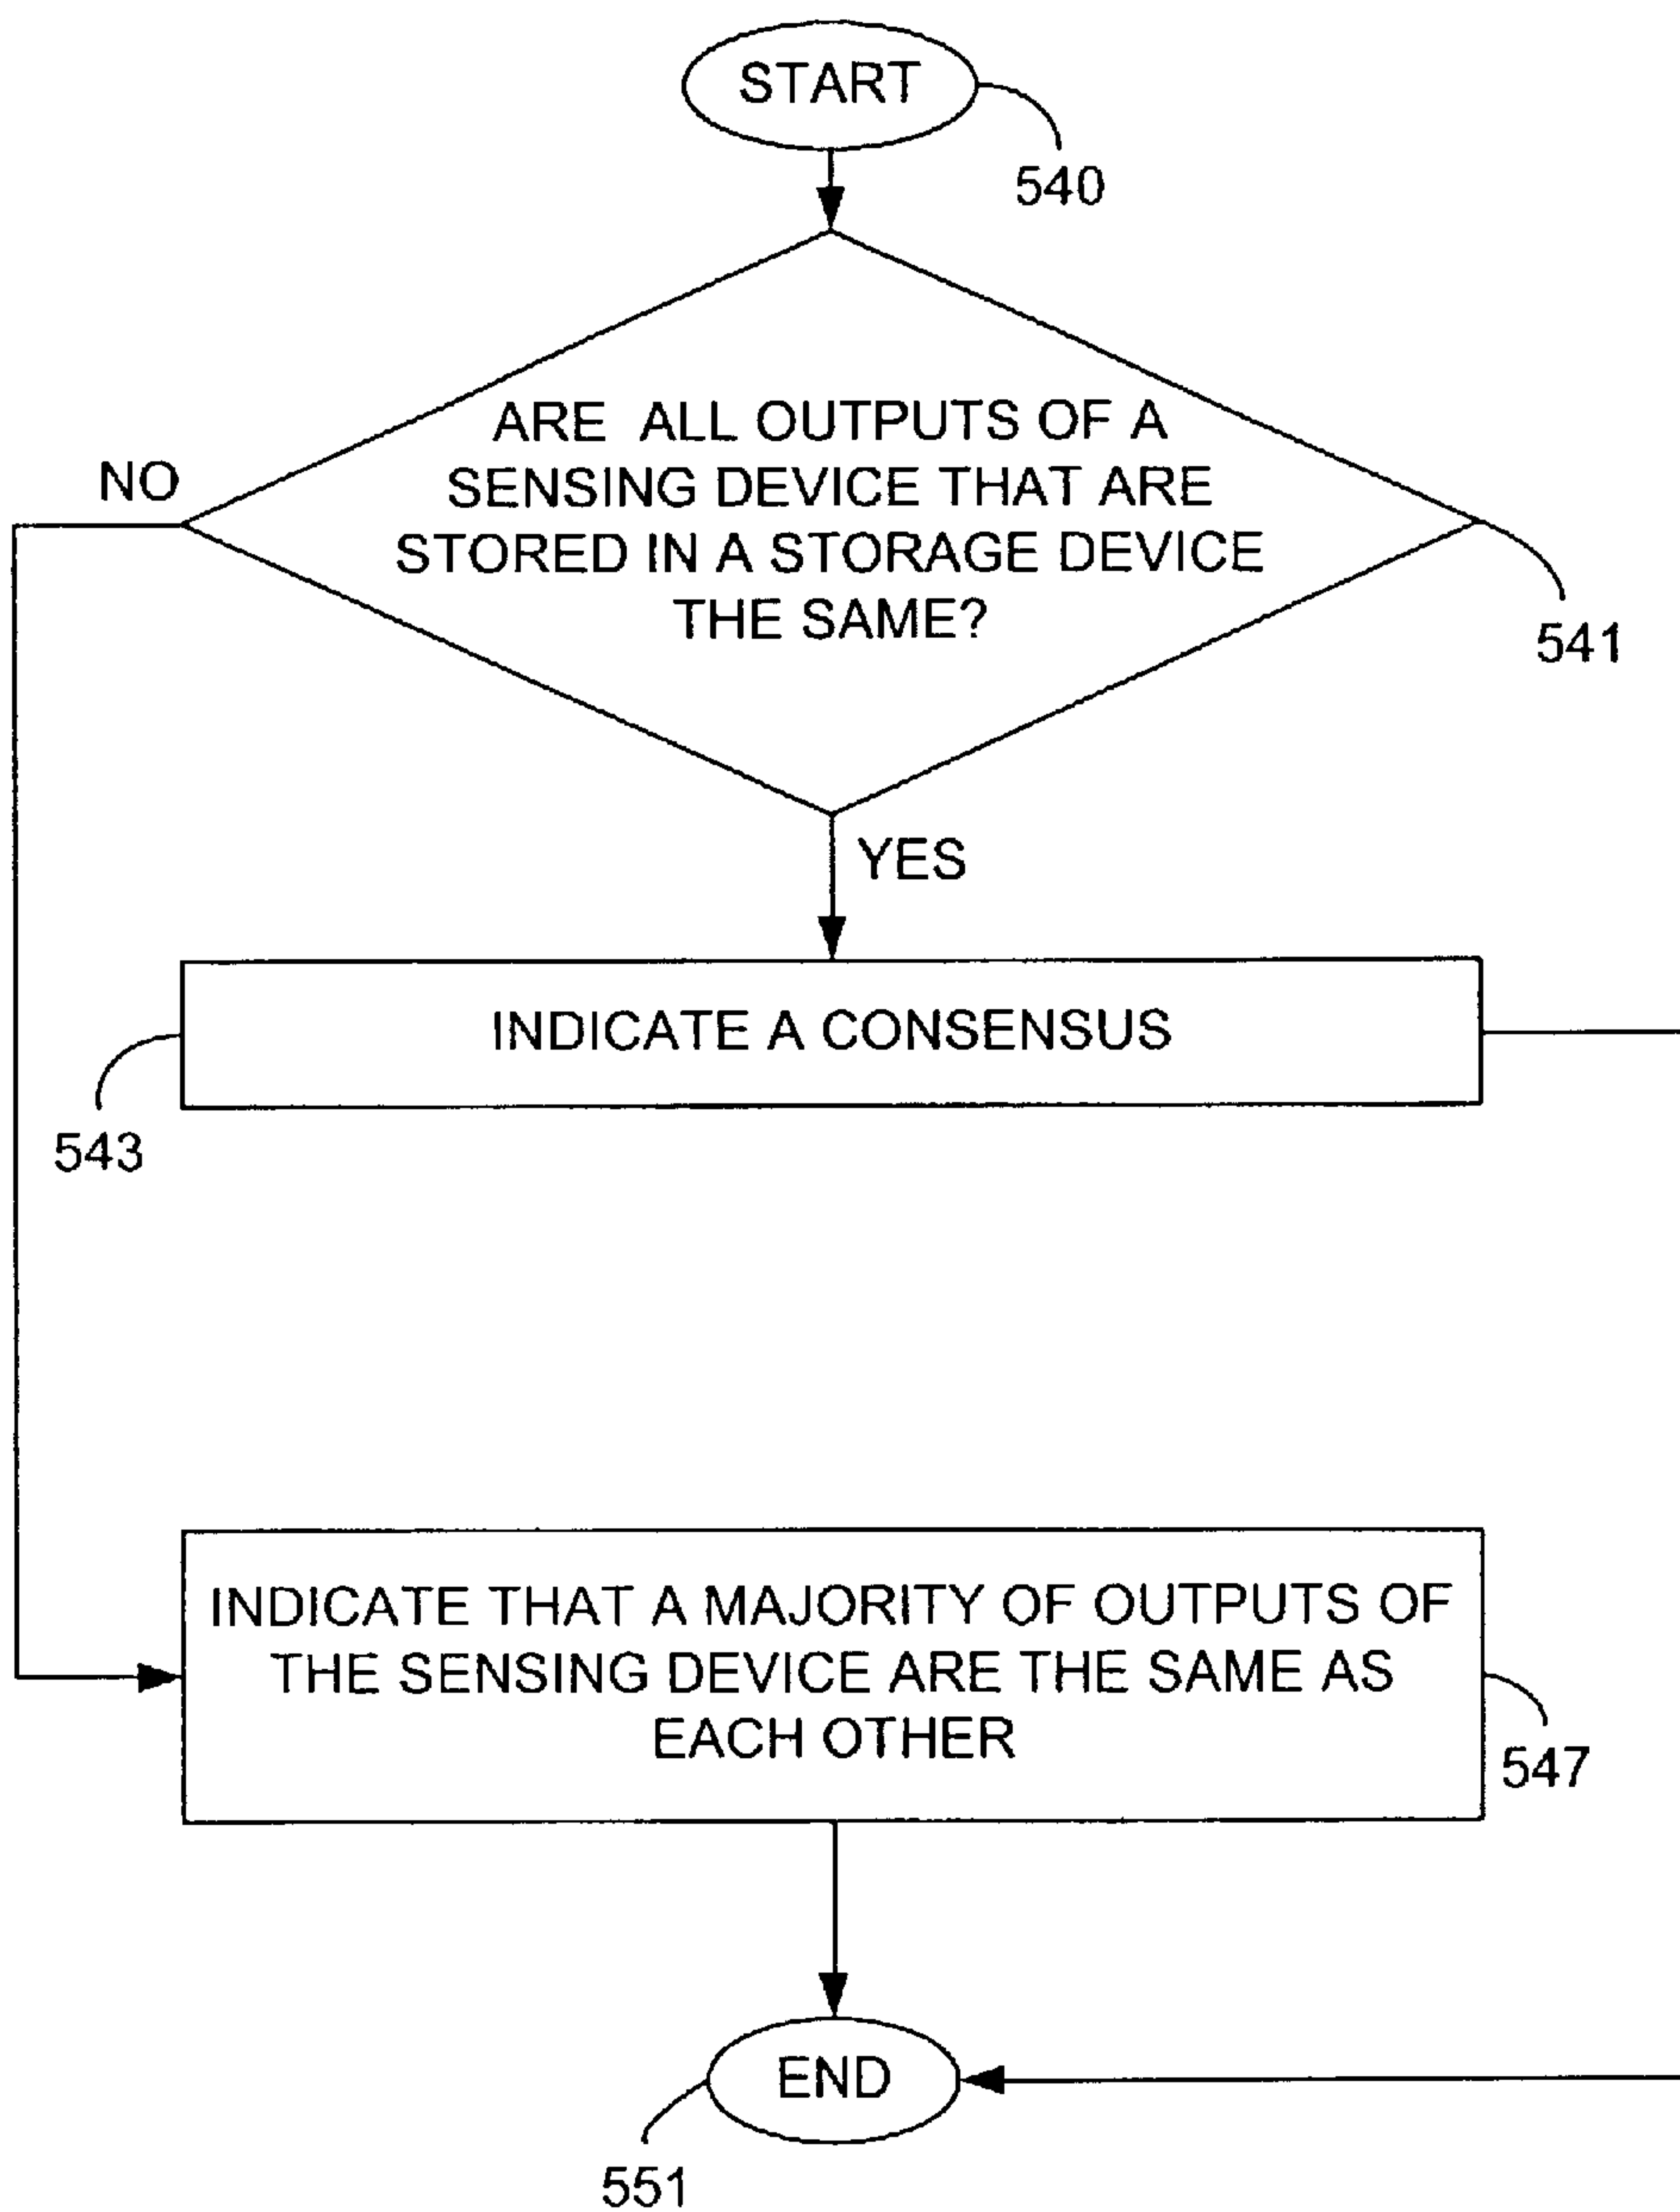 START
540
ARE ALL OUTPUTS OF A
SENSING DEVICE THAT ARE
STORED IN A STORAGE DEVICE
THE SAME?
NO
541
YES
INDICATE A CONSENSUS
543
INDICATE THAT A MAJORITY OF OUTPUTS OF
THE SENSING DEVICE ARE THE SAME AS
EACH OTHER
547
END
551